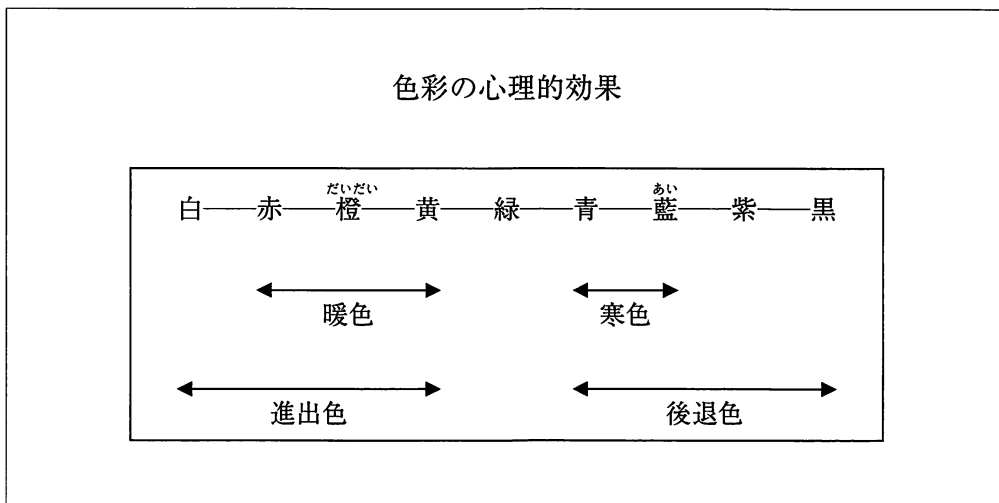 色彩の心理的効果
だいだい あい
白 赤 橙 黄 緑 青 藍 紫 黒
暖色 寒色
進出色 後退色